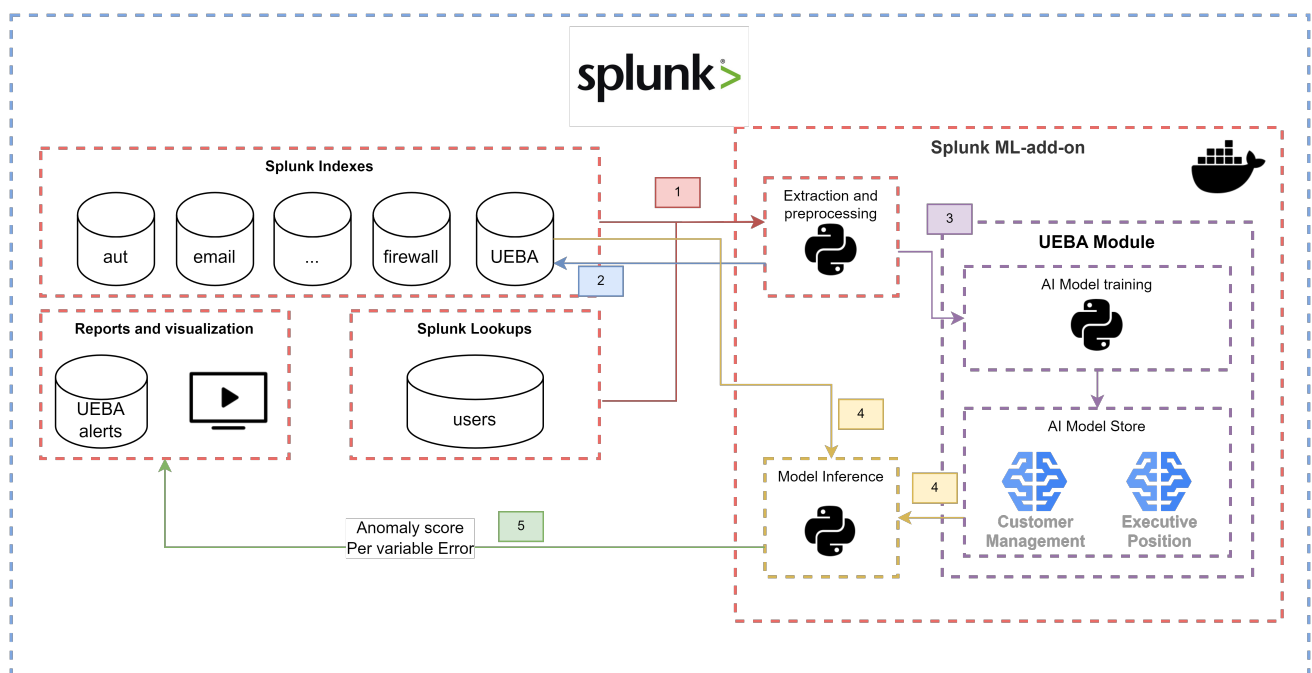 splunk>®
Splunk ML-add-on
Splunk Indexes
aut
email
...
firewall
UEBA
1
2
Extraction and
preprocessing
3
UEBA Module
AI Model training
Reports and visualization
UEBA
alerts
Splunk Lookups
users
4
AI Model Store
Customer
Management
Executive
Position
Model Inference
4
5
Anomaly score
Per variable Error